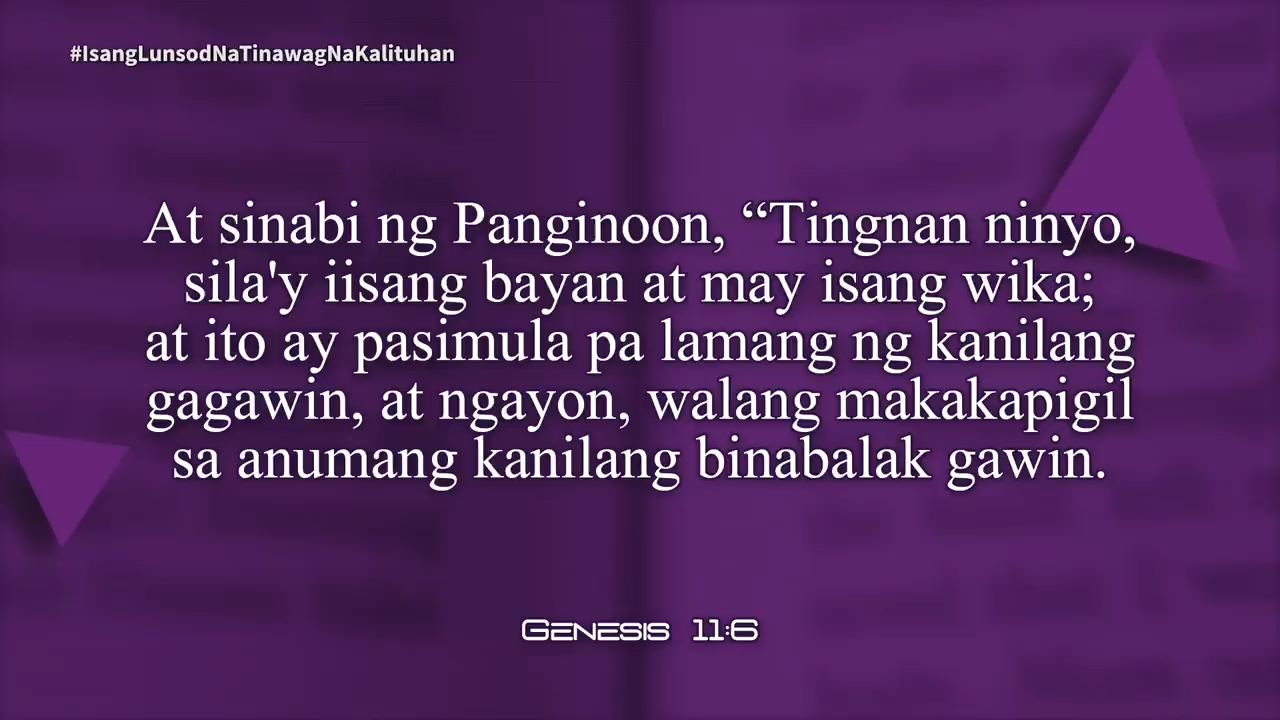 #IsangLunsodNaTinawagNaKalituhan
At sinabi ng Panginoon, “Tingnan ninyo,
sila'y iisang bayan at may isang wika;
at ito ay pasimula pa lamang ng kanilang
gagawin, at ngayon, walang makakapigil
sa anumang kanilang binabalak gawin.
Genesis 11:6